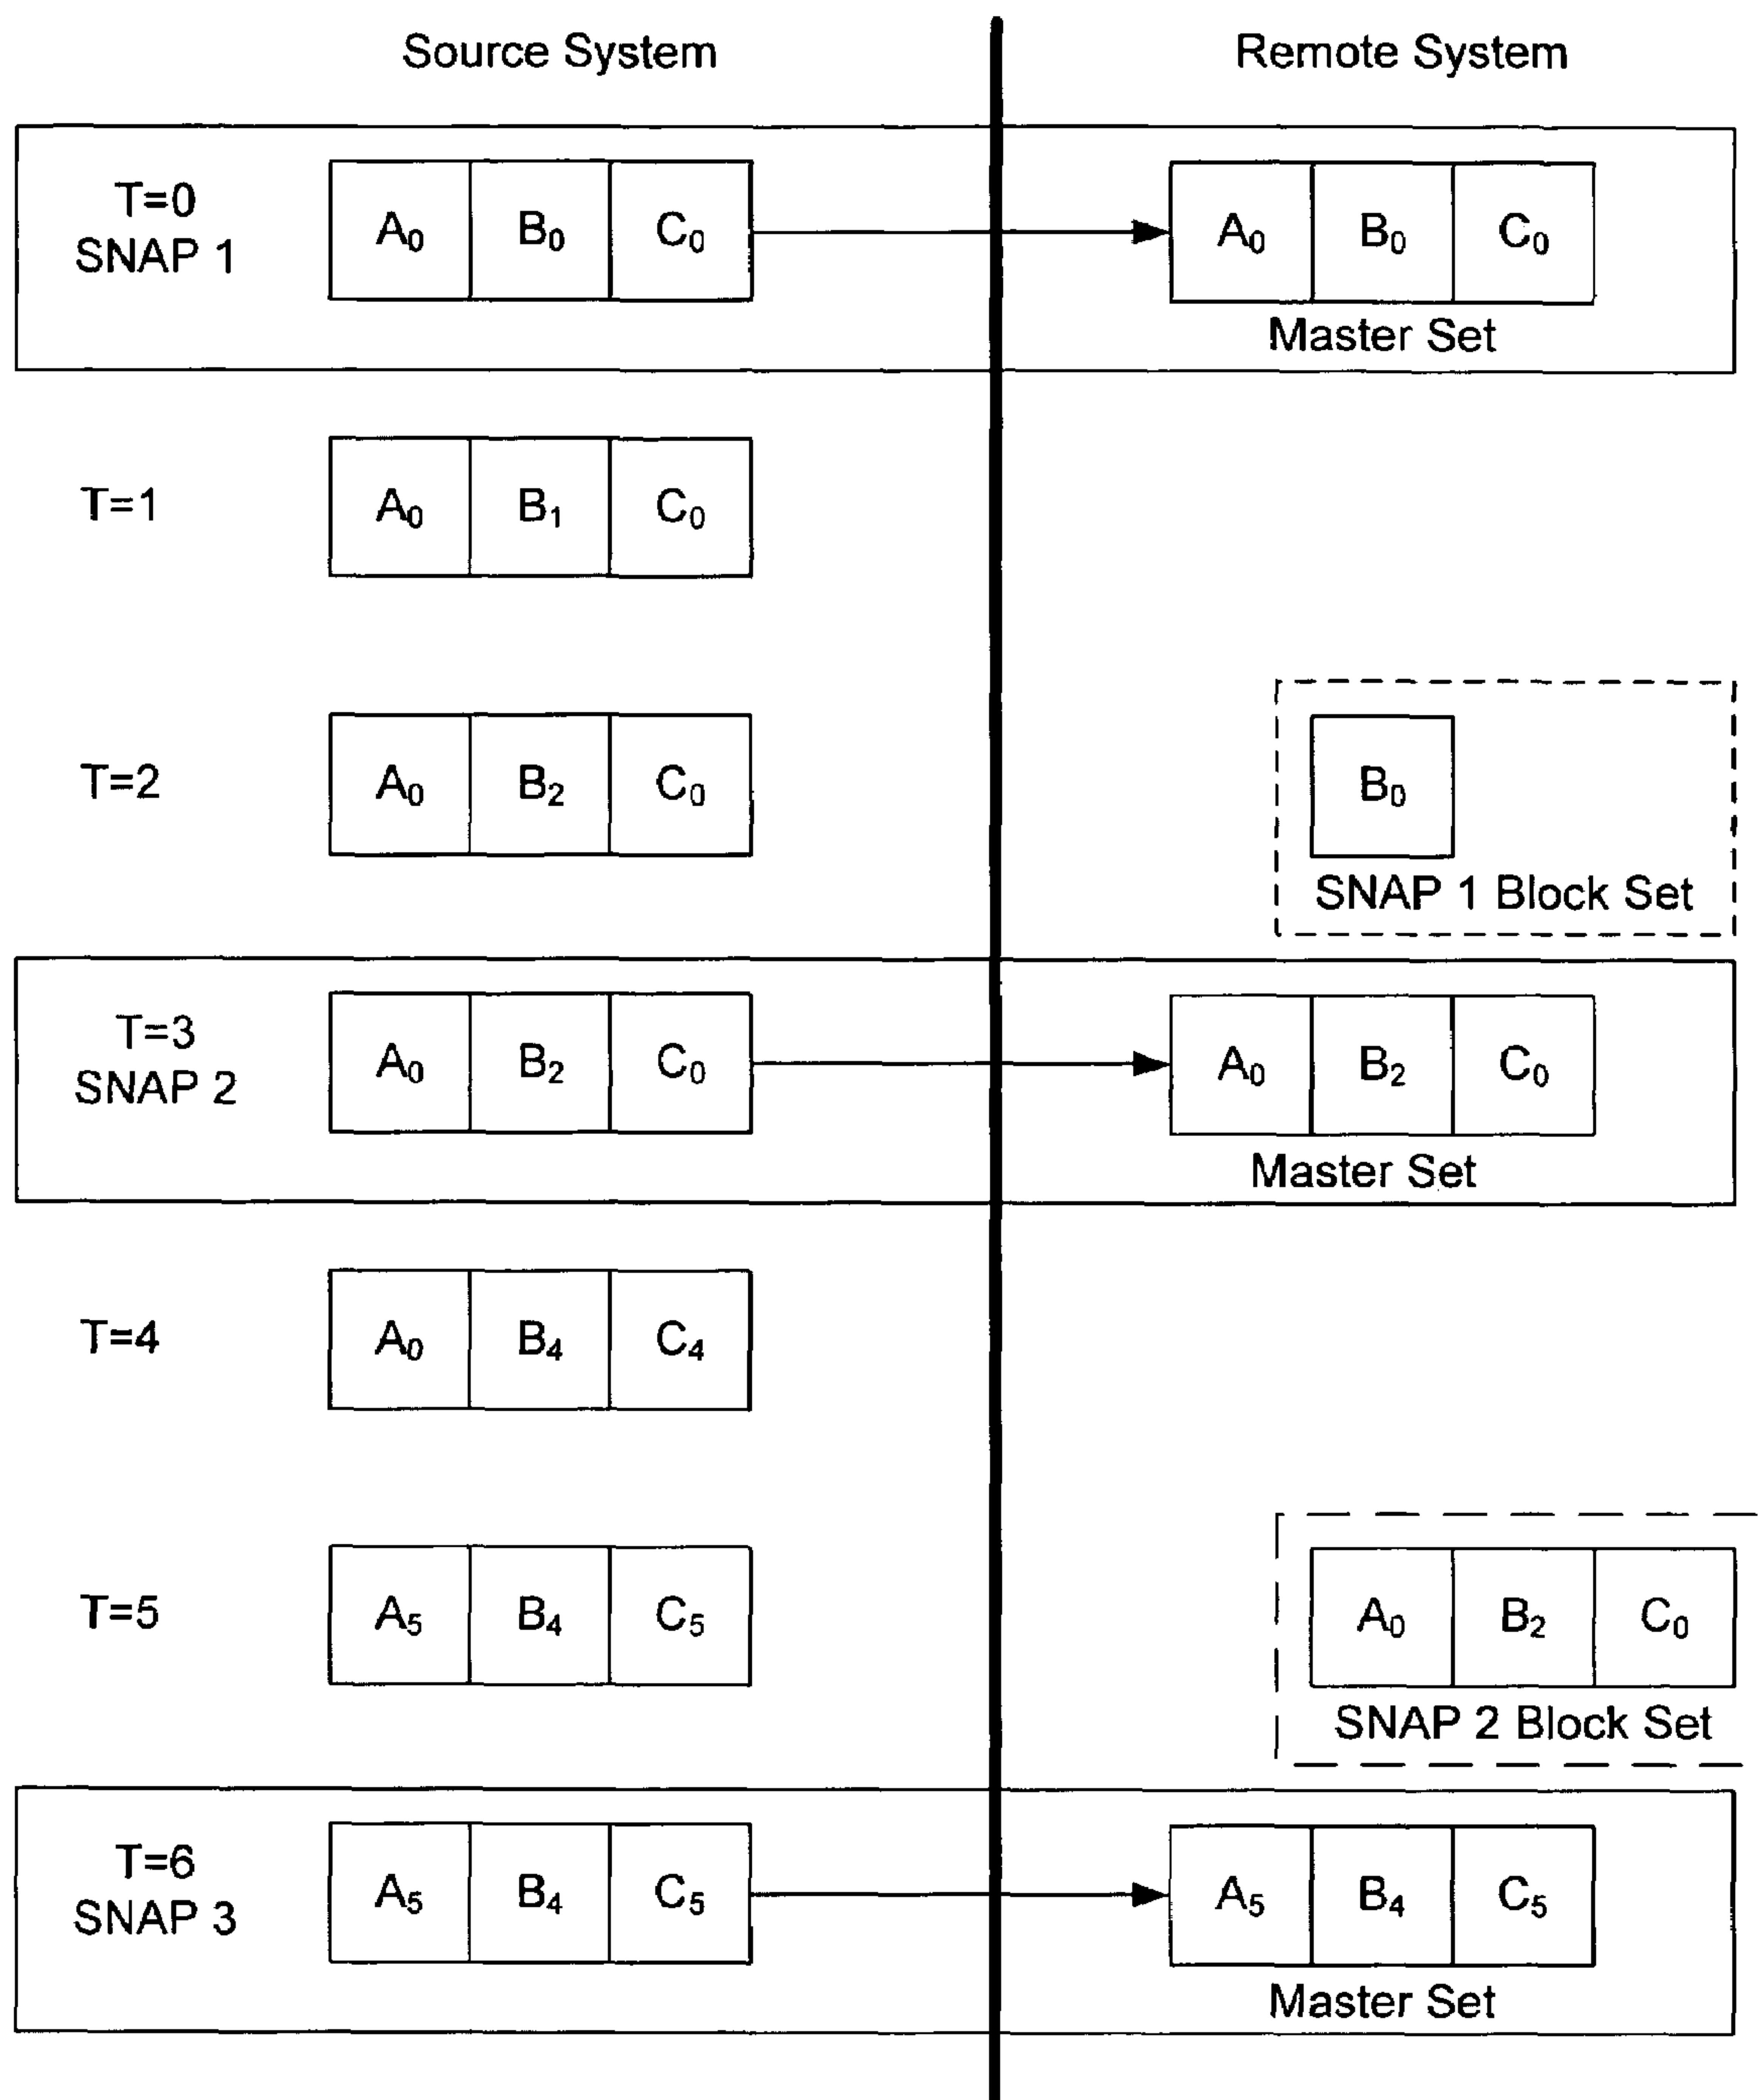 Source System Remote System
T=0
SNAP 1
A₀ B₀ C₀ A₀ B₀ C₀
Master Set
T=1 A₀ B₁ C₀
T=2 A₀ B₂ C₀ B₀
SNAP 1 Block Set
T=3
SNAP 2
A₀ B₂ C₀ A₀ B₂ C₀
Master Set
T=4 A₀ B₄ C₄
T=5 A₅ B₄ C₅ A₀ B₂ C₀
SNAP 2 Block Set
T=6
SNAP 3
A₅ B₄ C₅ A₅ B₄ C₅
Master Set